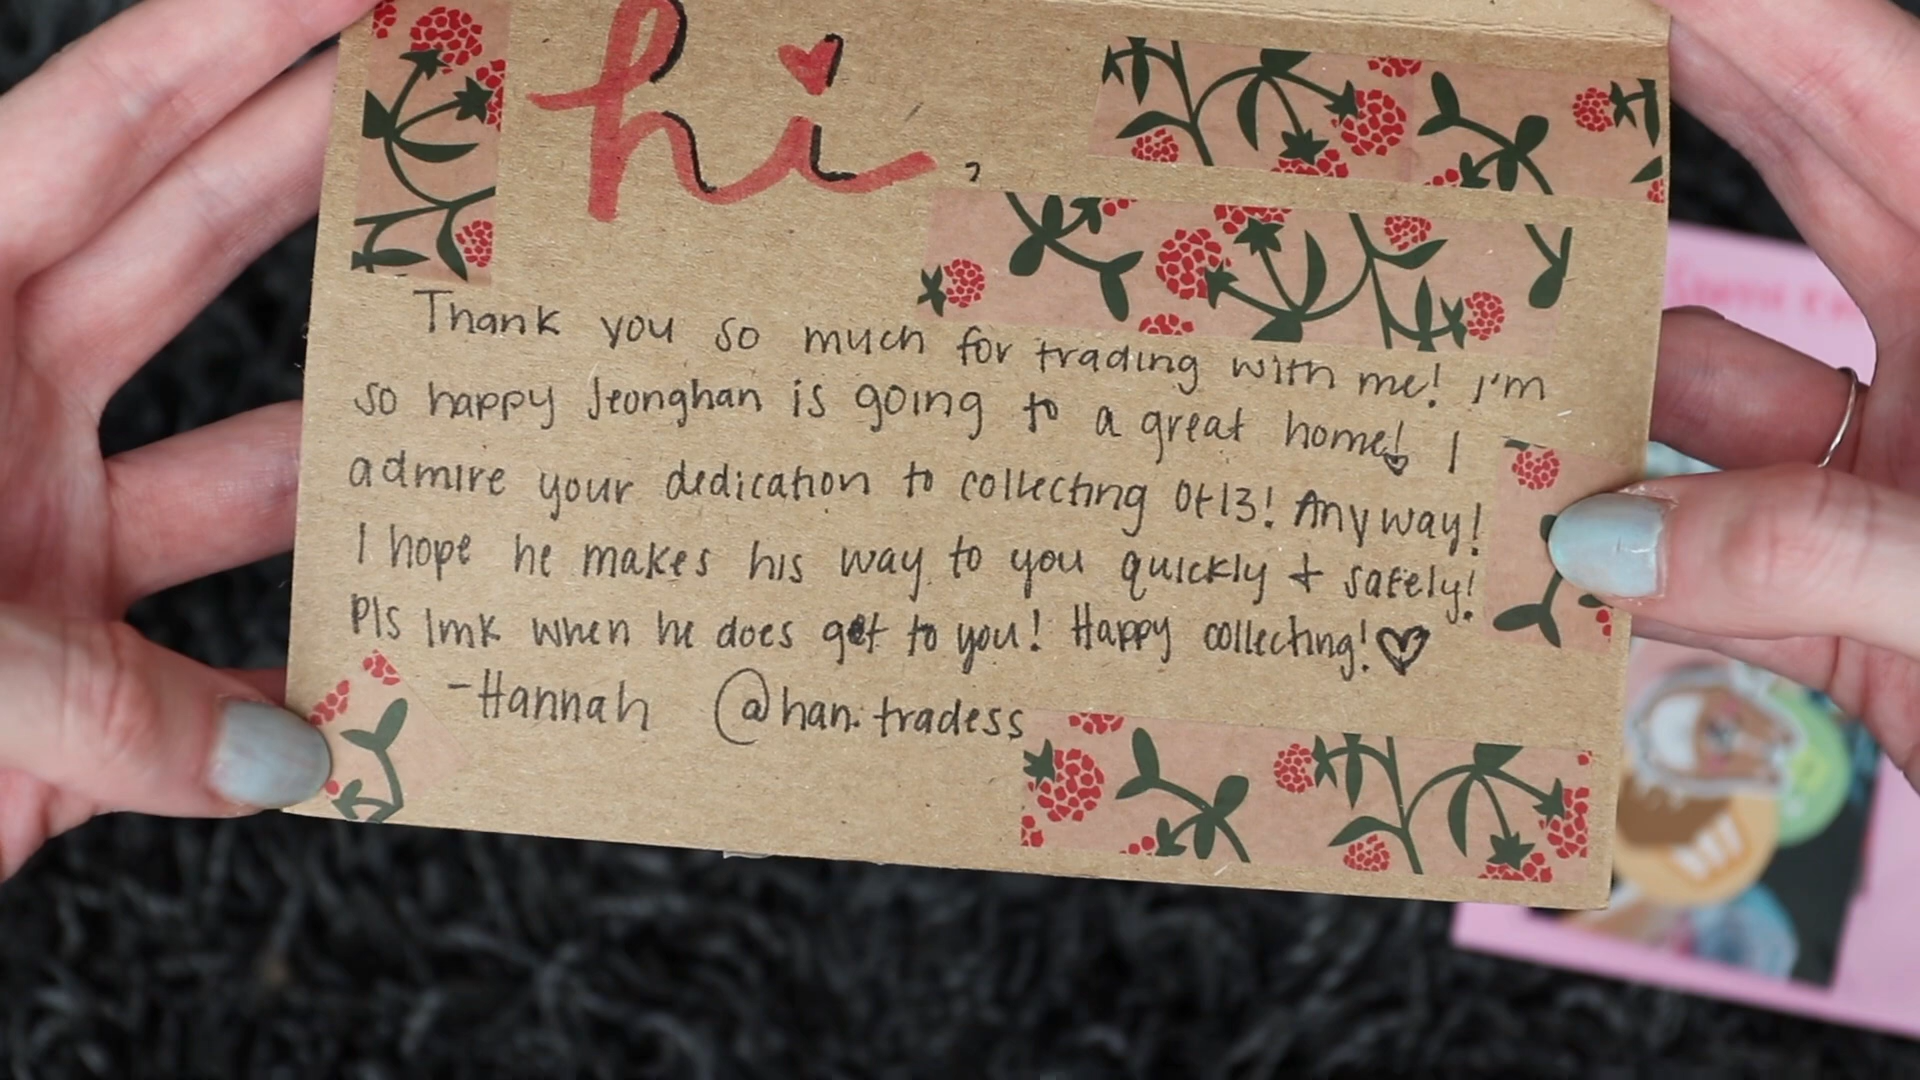 hi,
Thank you so much for trading with me! I'm
so happy Jeonghan is going to a great home! I
admire your dedication to collecting Ot13! Anyway!
I hope he makes his way to you quickly + safely!
Pls lmk when he does get to you! Happy collecting!♡
-Hannah @han.tradess